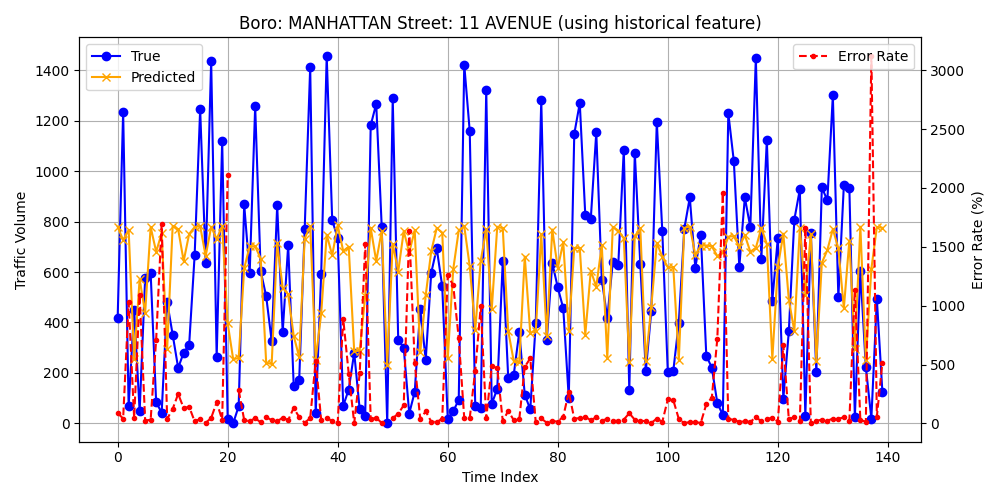 Boro: MANHATTAN Street: 11 AVENUE (using historical feature)
True
Predicted
Error Rate
Traffic Volume
1400
1200
1000
800
600
400
200
0
3000
2500
2000
1500
1000
500
0
Error Rate (%)
0 20 40 60 80 100 120 140
Time Index